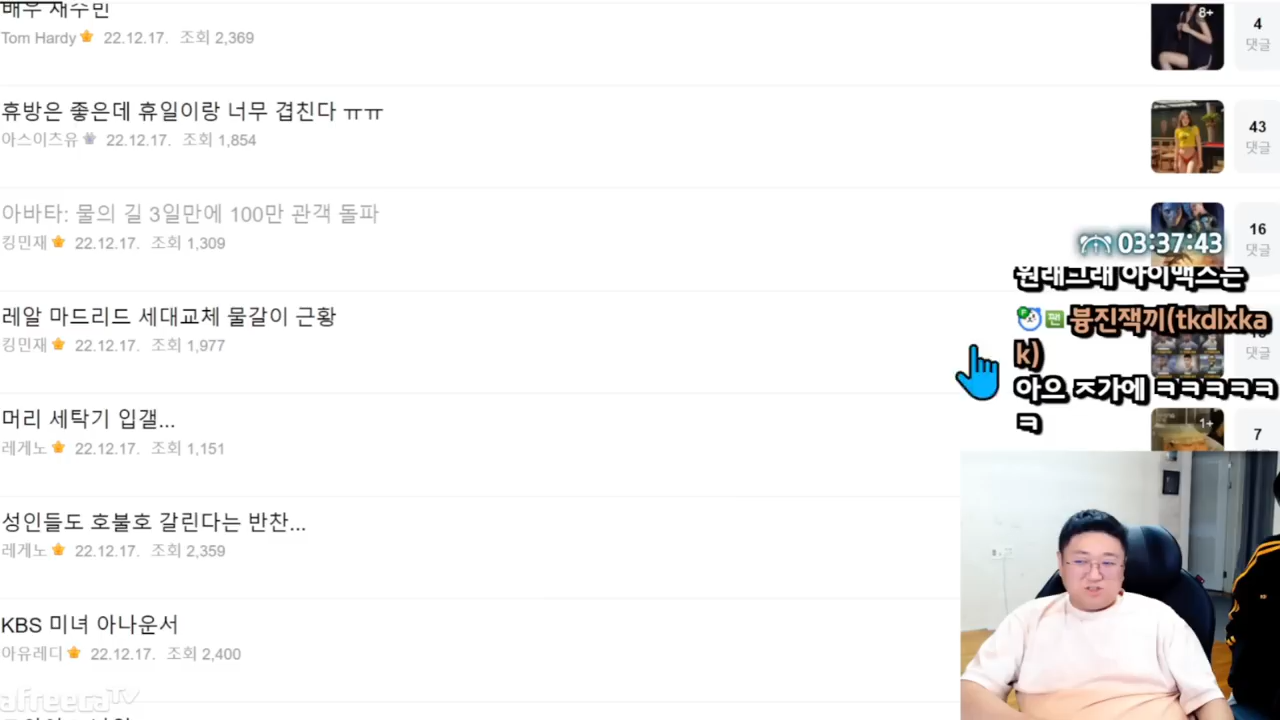 배우 채수빈
Tom Hardy 22.12.17. 조회 2,369
8+
4
댓글
휴방은 좋은데 휴일이랑 너무 겹친다 ㅠㅠ
아스이츠유 22.12.17. 조회 1,854
43
댓글
아바타: 물의 길 3일만에 100만 관객 돌파
킹민재 22.12.17. 조회 1,309
16
댓글
03:37:43
원래그래 아이맥스는
레알 마드리드 세대교체 물갈이 근황
킹민재 22.12.17. 조회 1,977
댓글
팬 븅진잭끼(tkdlxka
k)
아으 ㅈ가에 ㅋㅋㅋㅋㅋ
ㅋ
머리 세탁기 입갤...
레게노 22.12.17. 조회 1,151
1+
7
성인들도 호불호 갈린다는 반찬...
레게노 22.12.17. 조회 2,359
KBS 미녀 아나운서
아유레디 22.12.17. 조회 2,400
afreecaTV